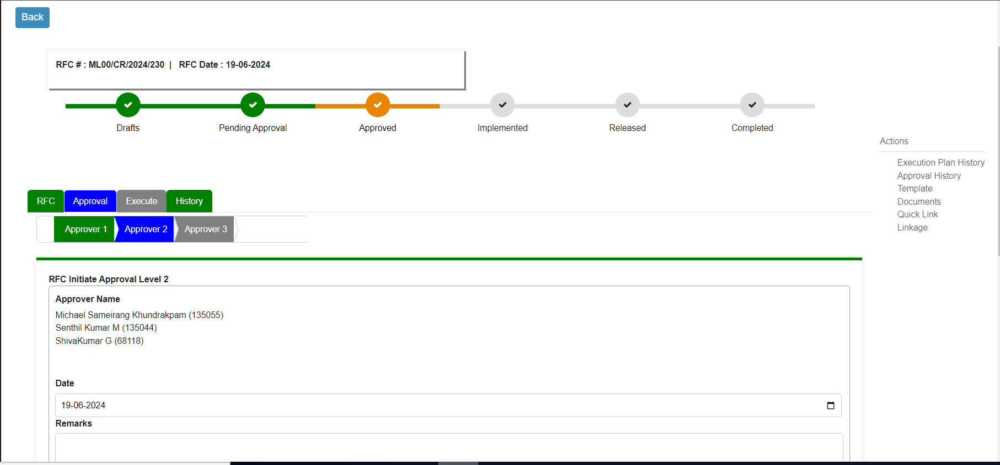 Back
RFC # : ML00/CR/2024/230 | RFC Date : 19-06-2024
Drafts
Pending Approval
Approved
Implemented
Released
Completed
Actions
Execution Plan History
Approval History
Template
Documents
Quick Link
Linkage
RFC
Approval
Execute
History
Approver 1
Approver 2
Approver 3
RFC Initiate Approval Level 2
Approver Name
Michael Sameirang Khundrakpam (135055)
Senthil Kumar M (135044)
ShivaKumar G (68118)
Date
19-06-2024
Remarks